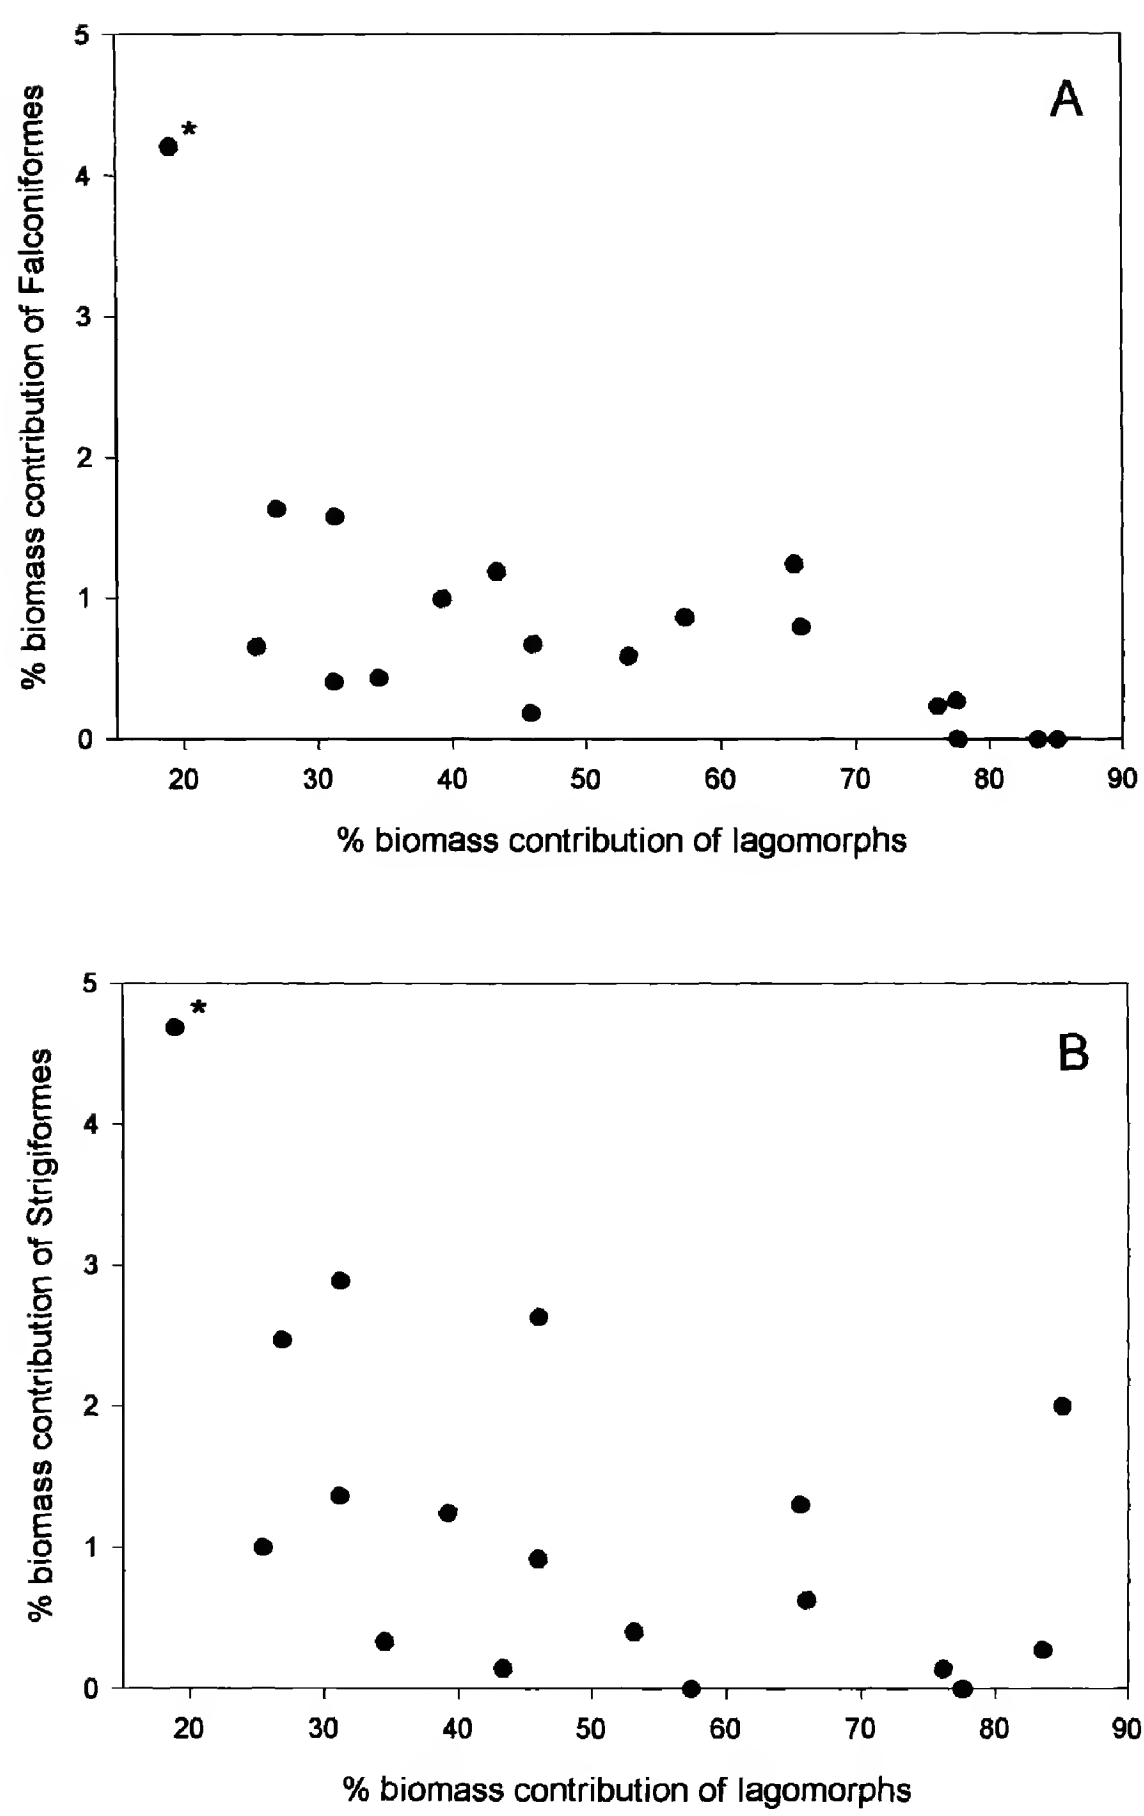 5
A
*
4
3
2
1
0
20 30 40 50 60 70 80 90
% biomass contribution of Falconiformes
% biomass contribution of lagomorphs
5
*
B
4
3
2
1
0
20 30 40 50 60 70 80 90
% biomass contribution of Strigiformes
% biomass contribution of lagomorphs